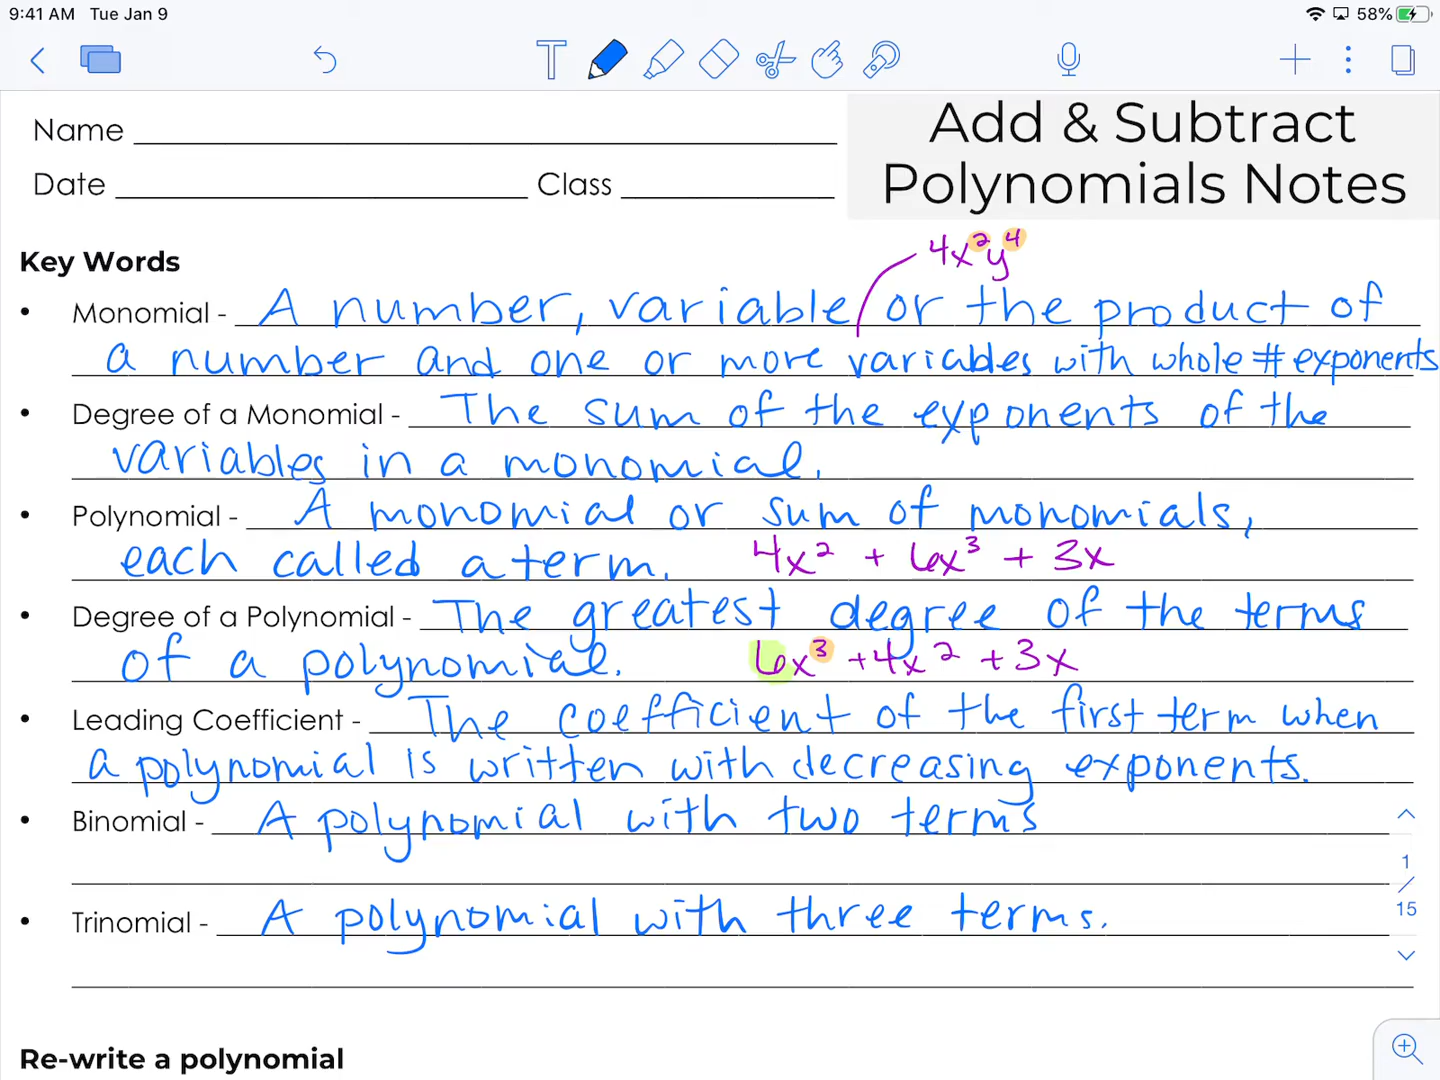 9:41 AM Tue Jan 9
58%
Name
Add & Subtract
Date Class
Polynomials Notes
4x²y⁴
Key Words
• Monomial - A number, variable or the product of
a number and one or more variables with whole # exponents
• Degree of a Monomial - The sum of the exponents of the
variables in a monomial.
• Polynomial - A monomial or sum of monomials,
each called a term. 4x² + 6x³ + 3x
• Degree of a Polynomial - The greatest degree of the terms
of a polynomial. 6x³ + 4x² + 3x
• Leading Coefficient - The coefficient of the first term when
a polynomial is written with decreasing exponents.
• Binomial - A polynomial with two terms
1
/
15
• Trinomial - A polynomial with three terms.
Re-write a polynomial